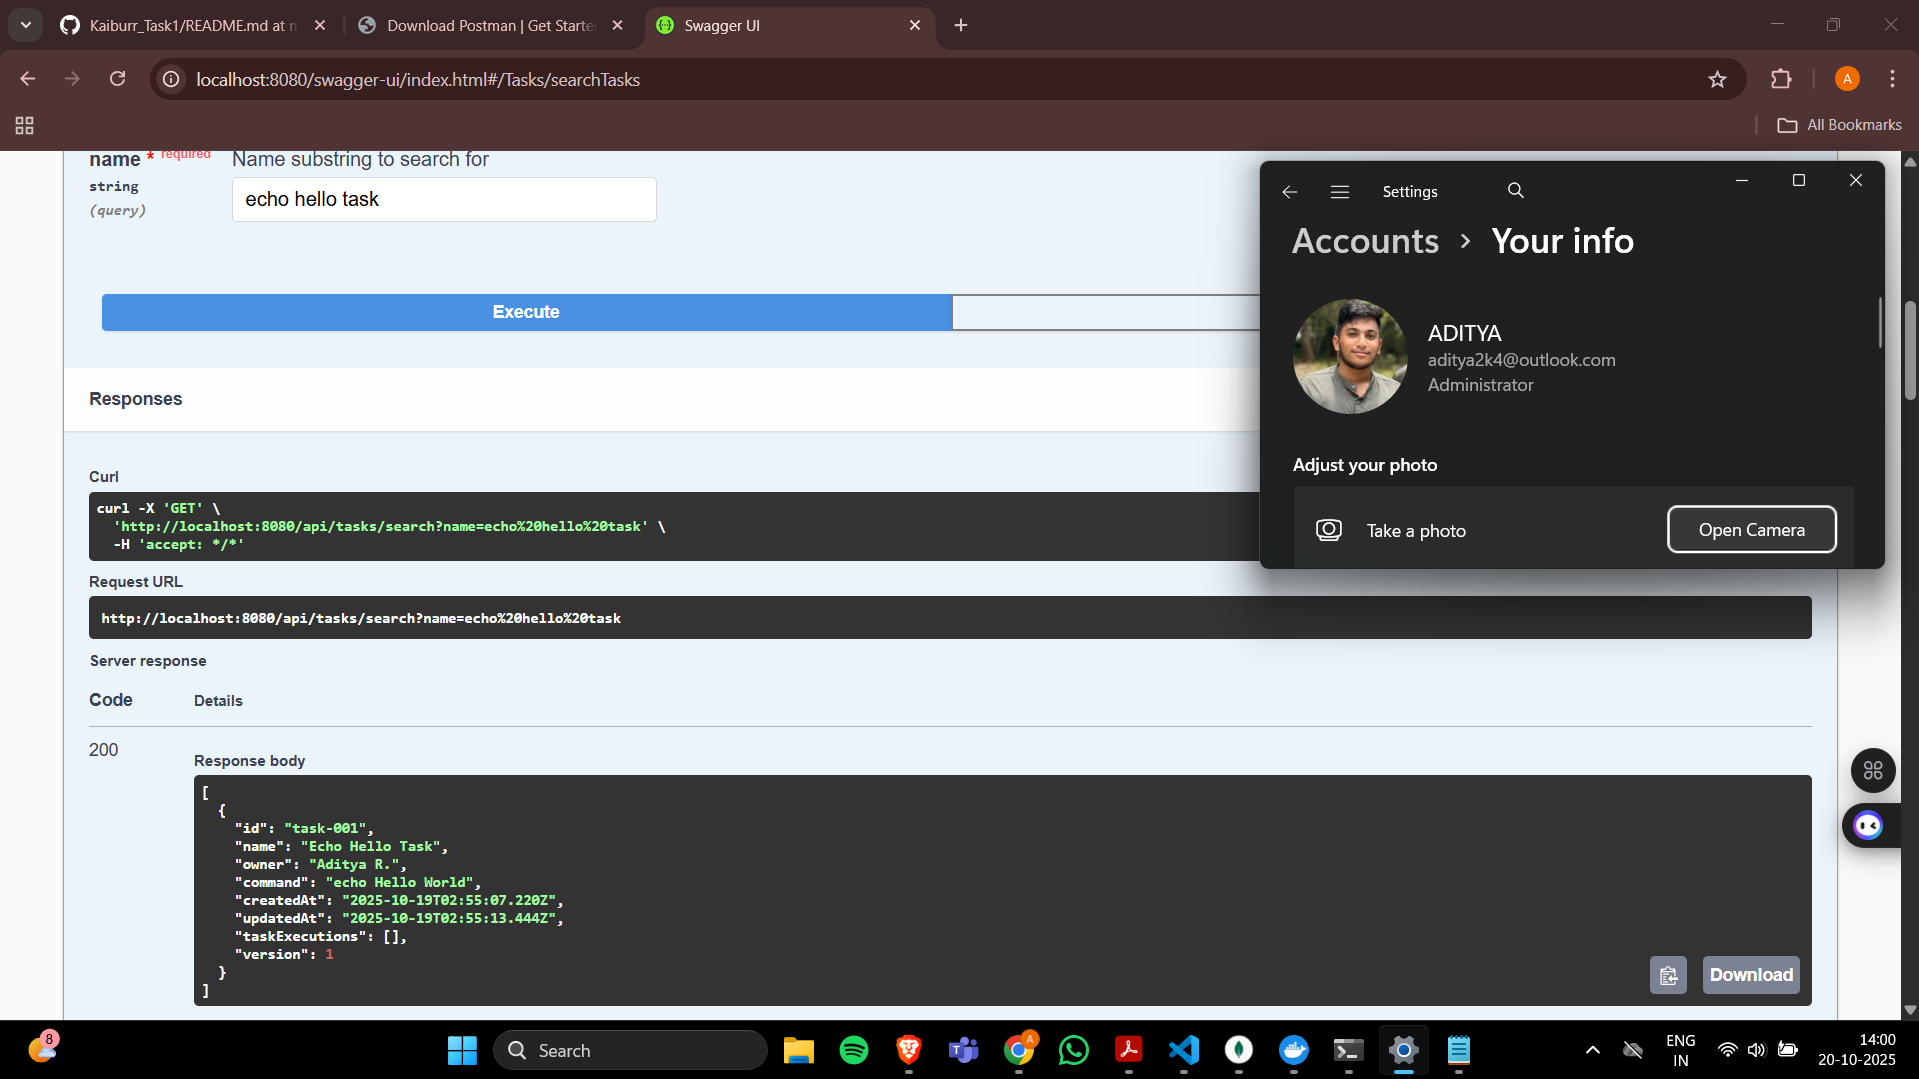 Kaiburr_Task1/README.md at m
Download Postman | Get Starte
Swagger UI
localhost:8080/swagger-ui/index.html#/Tasks/searchTasks
A
All Bookmarks
name * required
Name substring to search for
string
(query)
echo hello task
Execute
Settings
Accounts > Your info
ADITYA
aditya2k4@outlook.com
Administrator
Adjust your photo
Take a photo
Open Camera
Responses
Curl
curl -X 'GET' \
'http://localhost:8080/api/tasks/search?name=echo%20hello%20task' \
-H 'accept: */*'
Request URL
http://localhost:8080/api/tasks/search?name=echo%20hello%20task
Server response
Code
Details
200
Response body
[
{
"id": "task-001",
"name": "Echo Hello Task",
"owner": "Aditya R.",
"command": "echo Hello World",
"createdAt": "2025-10-19T02:55:07.220Z",
"updatedAt": "2025-10-19T02:55:13.444Z",
"taskExecutions": [],
"version": 1
}
]
Download
8
Search
A
ENG
IN
14:00
20-10-2025